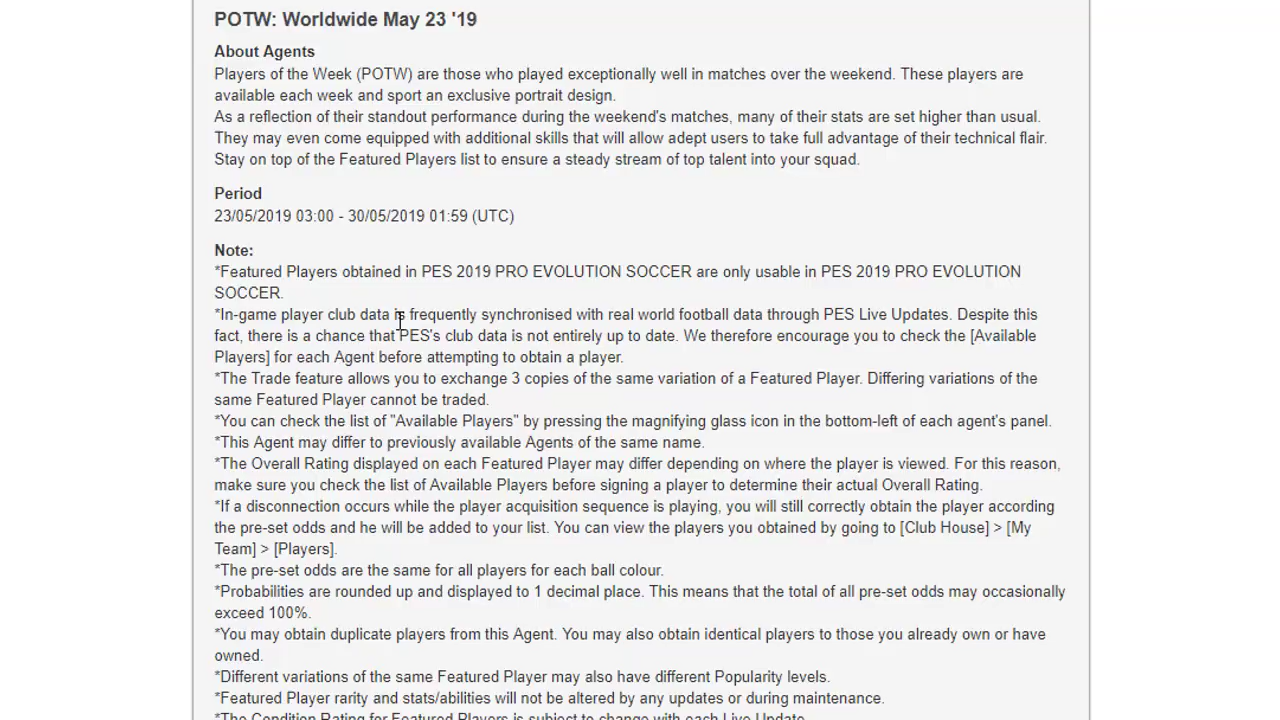 POTW: Worldwide May 23 '19
About Agents
Players of the Week (POTW) are those who played exceptionally well in matches over the weekend. These players are
available each week and sport an exclusive portrait design.
As a reflection of their standout performance during the weekend's matches, many of their stats are set higher than usual.
They may even come equipped with additional skills that will allow adept users to take full advantage of their technical flair.
Stay on top of the Featured Players list to ensure a steady stream of top talent into your squad.
Period
23/05/2019 03:00 - 30/05/2019 01:59 (UTC)
Note:
*Featured Players obtained in PES 2019 PRO EVOLUTION SOCCER are only usable in PES 2019 PRO EVOLUTION
SOCCER.
*In-game player club data is frequently synchronised with real world football data through PES Live Updates. Despite this
fact, there is a chance that PES's club data is not entirely up to date. We therefore encourage you to check the [Available
Players] for each Agent before attempting to obtain a player.
*The Trade feature allows you to exchange 3 copies of the same variation of a Featured Player. Differing variations of the
same Featured Player cannot be traded.
*You can check the list of "Available Players" by pressing the magnifying glass icon in the bottom-left of each agent's panel.
*This Agent may differ to previously available Agents of the same name.
*The Overall Rating displayed on each Featured Player may differ depending on where the player is viewed. For this reason,
make sure you check the list of Available Players before signing a player to determine their actual Overall Rating.
*If a disconnection occurs while the player acquisition sequence is playing, you will still correctly obtain the player according
the pre-set odds and he will be added to your list. You can view the players you obtained by going to [Club House] > [My
Team] > [Players].
*The pre-set odds are the same for all players for each ball colour.
*Probabilities are rounded up and displayed to 1 decimal place. This means that the total of all pre-set odds may occasionally
exceed 100%.
*You may obtain duplicate players from this Agent. You may also obtain identical players to those you already own or have
owned.
*Different variations of the same Featured Player may also have different Popularity levels.
*Featured Player rarity and stats/abilities will not be altered by any updates or during maintenance.
*The Condition Rating for Featured Players is subject to change with each Live Update.